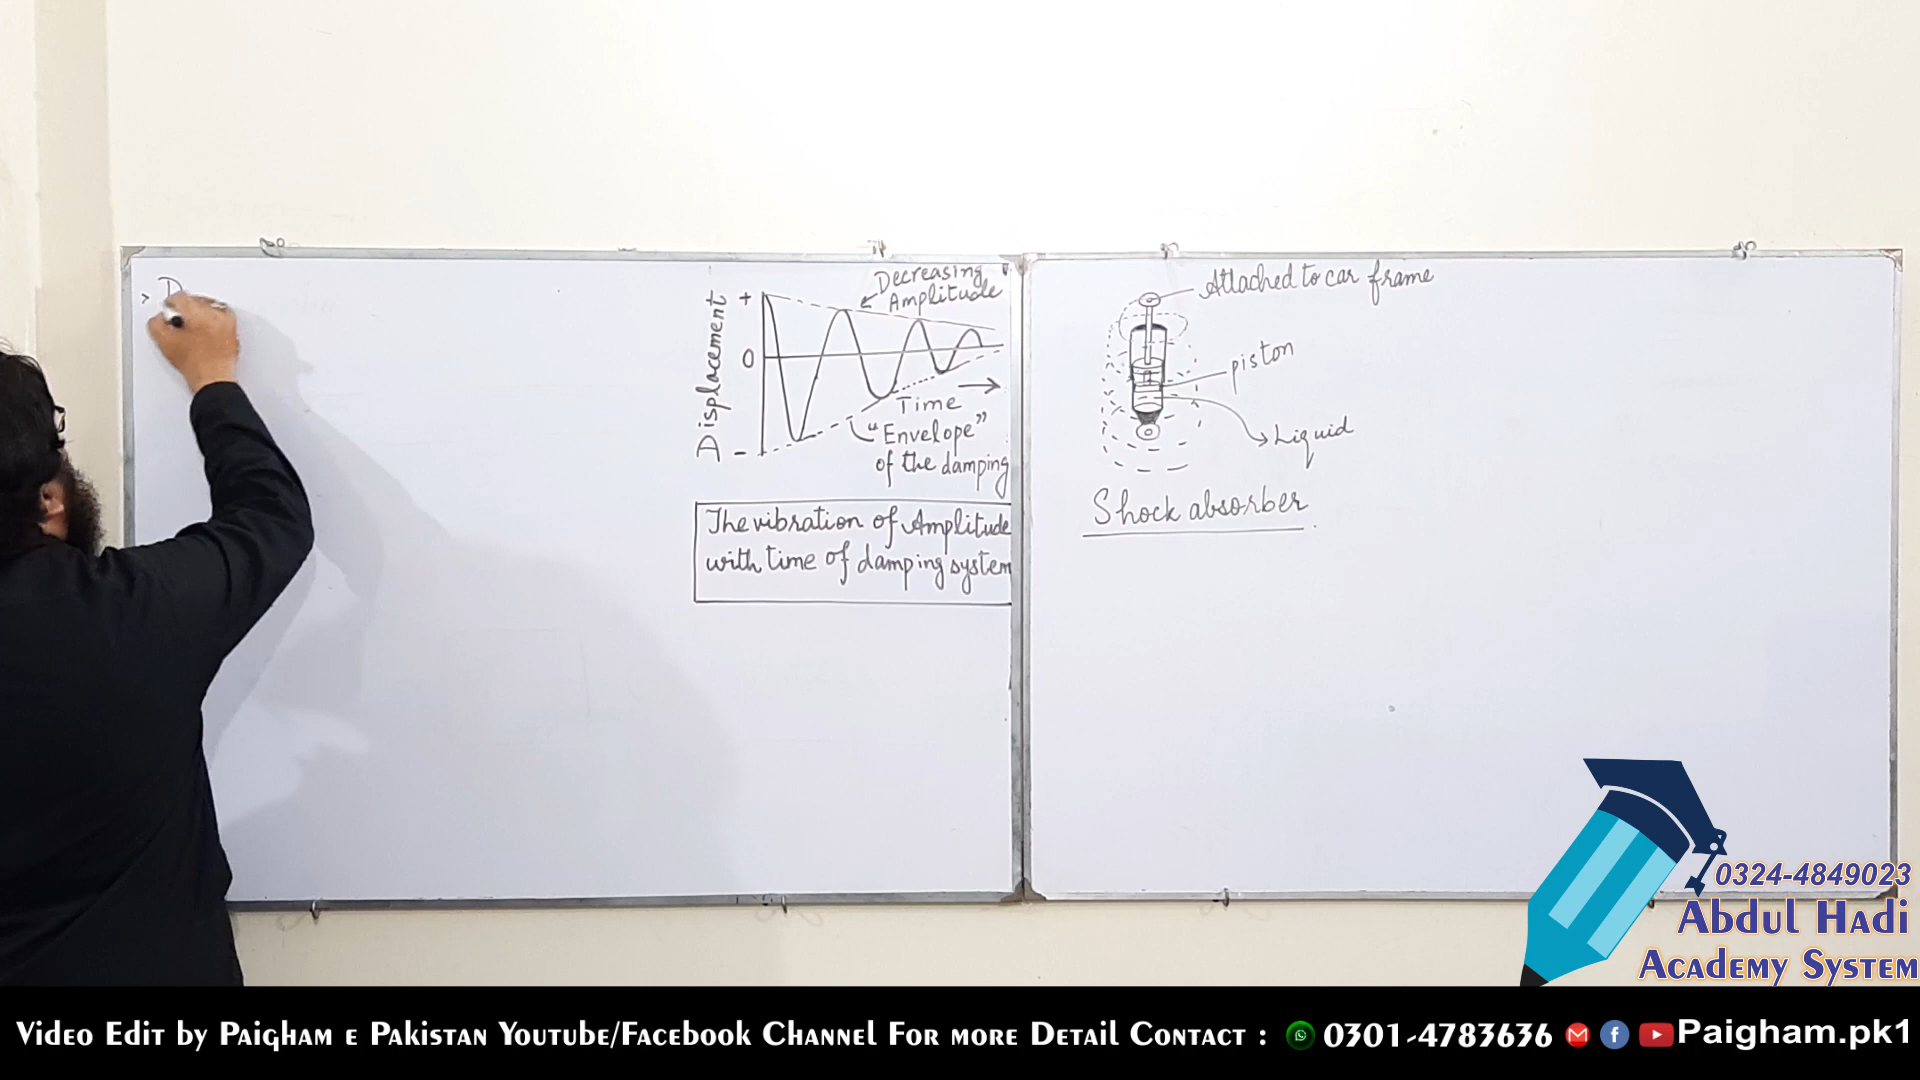 > D
Decreasing
Amplitude
+
0
-
Displacement
Time
"Envelope"
of the damping
The vibration of Amplitude
with time of damping system
Attached to car frame
piston
Liquid
Shock absorber
0324-4849023
Abdul Hadi
Academy System
Video Edit by Paigham e Pakistan Youtube/Facebook Channel For more Detail Contact : 0301-4783636 Paigham.pk1